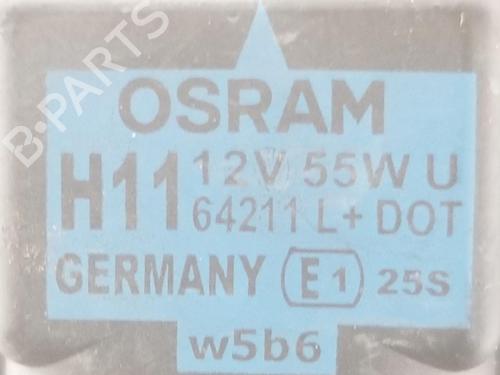 B-PARTS
OSRAM
H11 12V 55W U
64211 L+ DOT
GERMANY E1 25S
w5b6